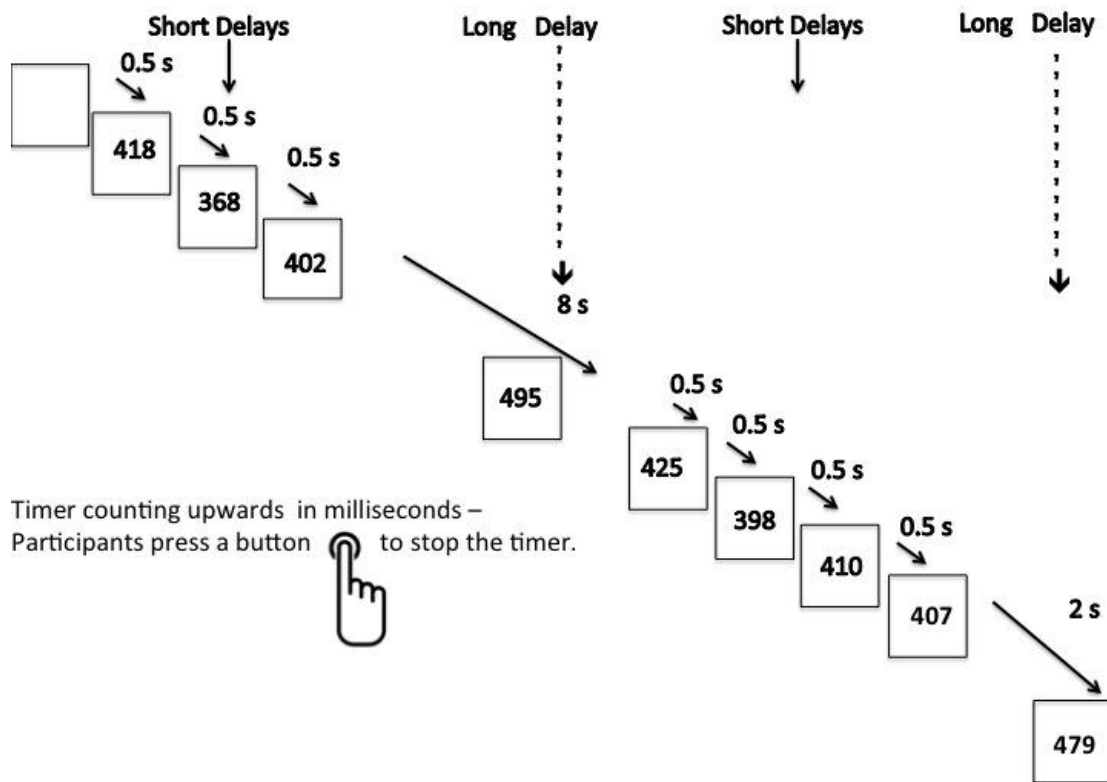 Short Delays
Long Delay
Short Delays
Long Delay
0.5 s
418
0.5 s
368
0.5 s
402
8 s
495
0.5 s
425
0.5 s
398
0.5 s
410
0.5 s
407
2 s
479
Timer counting upwards in milliseconds –
Participants press a button to stop the timer.